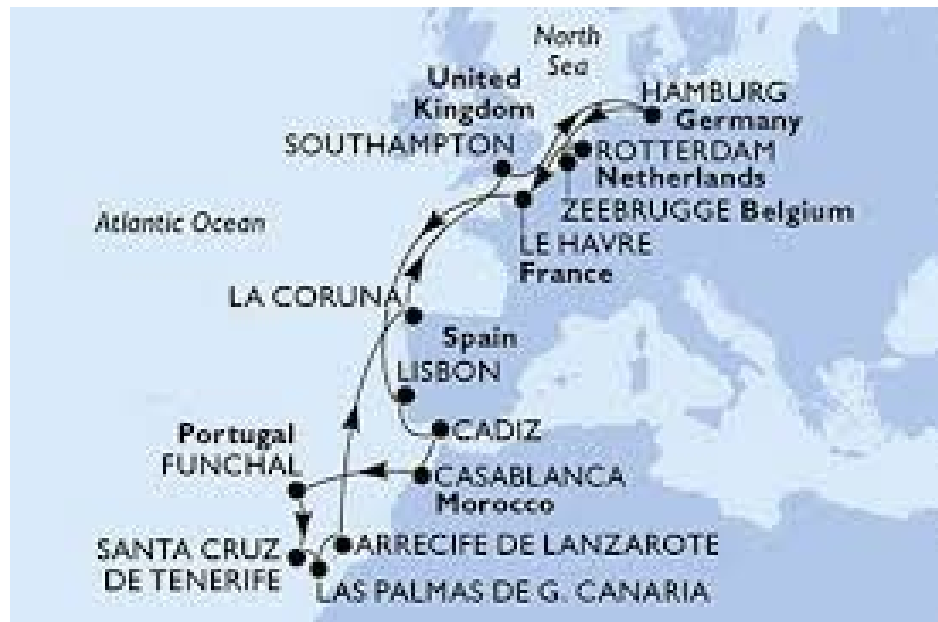 North
Sea
United
Kingdom
HAMBURG
Germany
SOUTHAMPTON
ROTTERDAM
Netherlands
ZEEBRUGGE Belgium
Atlantic Ocean
LE HAVRE
France
LA CORUNA
Spain
LISBON
Portugal
FUNCHAL
CADIZ
CASABLANCA
Morocco
SANTA CRUZ
DE TENERIFE
ARRECIFE DE LANZAROTE
LAS PALMAS DE G. CANARIA